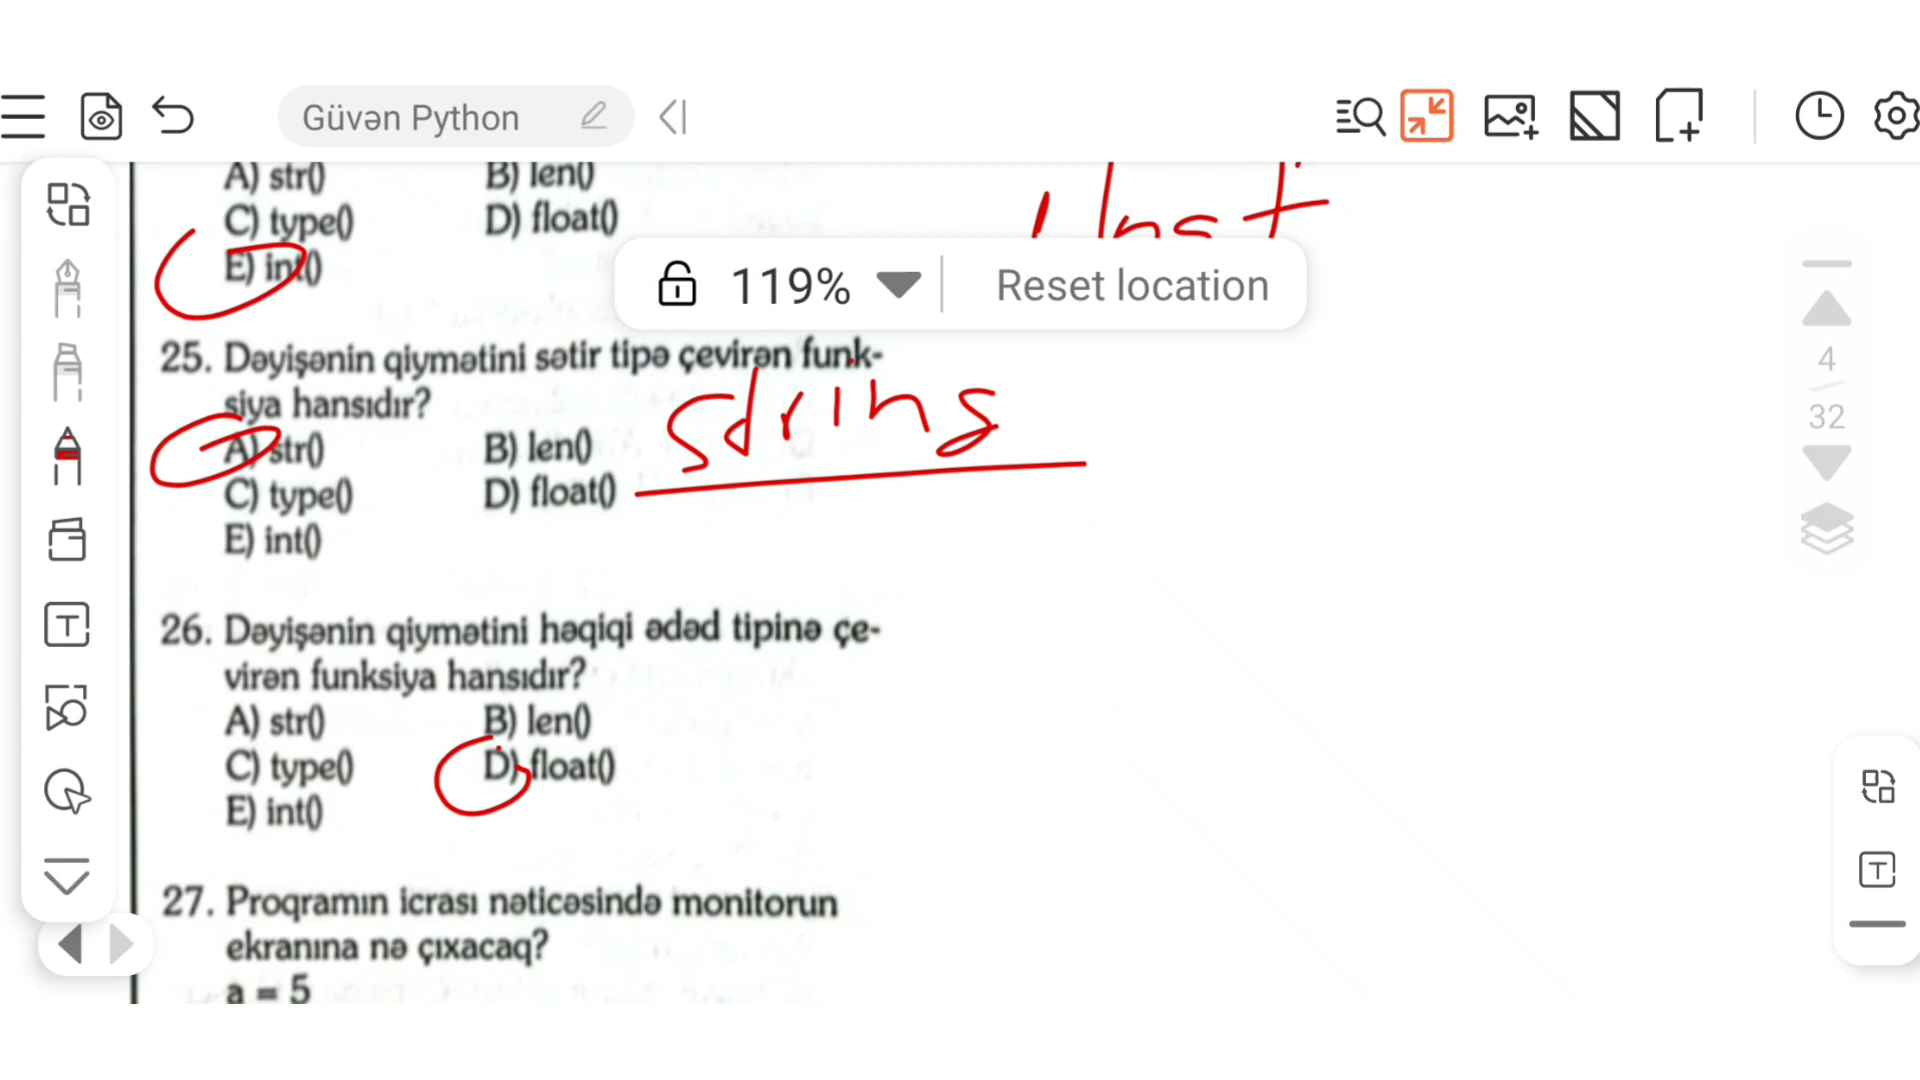 Güvən Python
A) str() B) len()
C) type() D) float()
E) int()
119% Reset location
25. Dəyişənin qiymətini sətir tipə çevirən funk-
siya hansıdır?
A) str() B) len()
C) type() D) float()
E) int()
26. Dəyişənin qiymətini həqiqi ədəd tipinə çe-
virən funksiya hansıdır?
A) str() B) len()
C) type() D) float()
E) int()
27. Proqramın icrası nəticəsində monitorun
ekranına nə çıxacaq?
a = 5
4
32